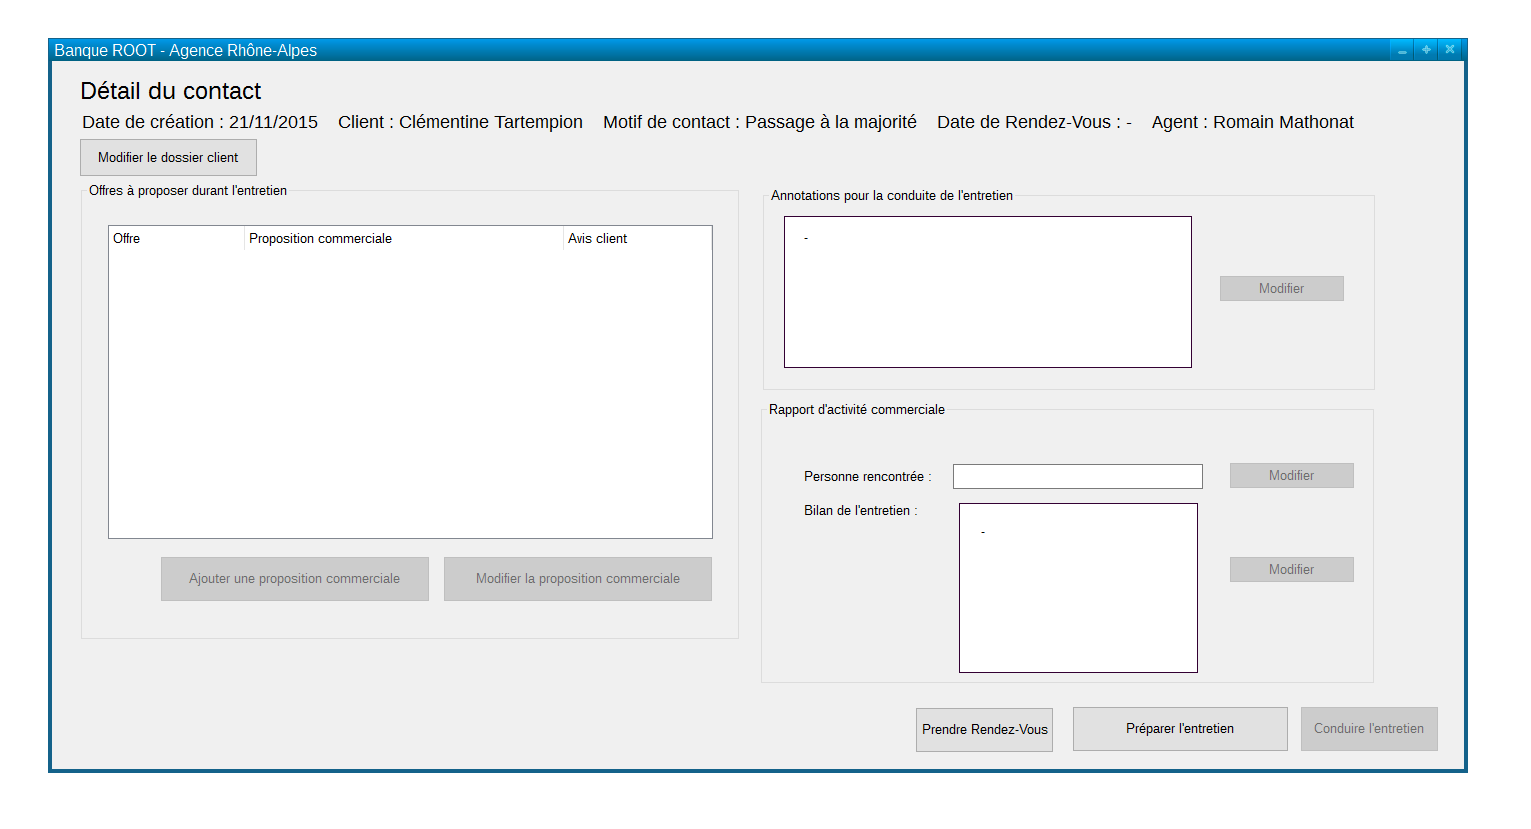 Banque ROOT - Agence Rhône-Alpes
Détail du contact
Date de création : 21/11/2015 Client : Clémentine Tartempion Motif de contact : Passage à la majorité Date de Rendez-Vous : - Agent : Romain Mathonat
Modifier le dossier client
Offres à proposer durant l'entretien
Offre Proposition commerciale Avis client
Ajouter une proposition commerciale Modifier la proposition commerciale
Annotations pour la conduite de l'entretien
-
Modifier
Rapport d'activité commerciale
Personne rencontrée : Modifier
Bilan de l'entretien :
-
Modifier
Prendre Rendez-Vous Préparer l'entretien Conduire l'entretien